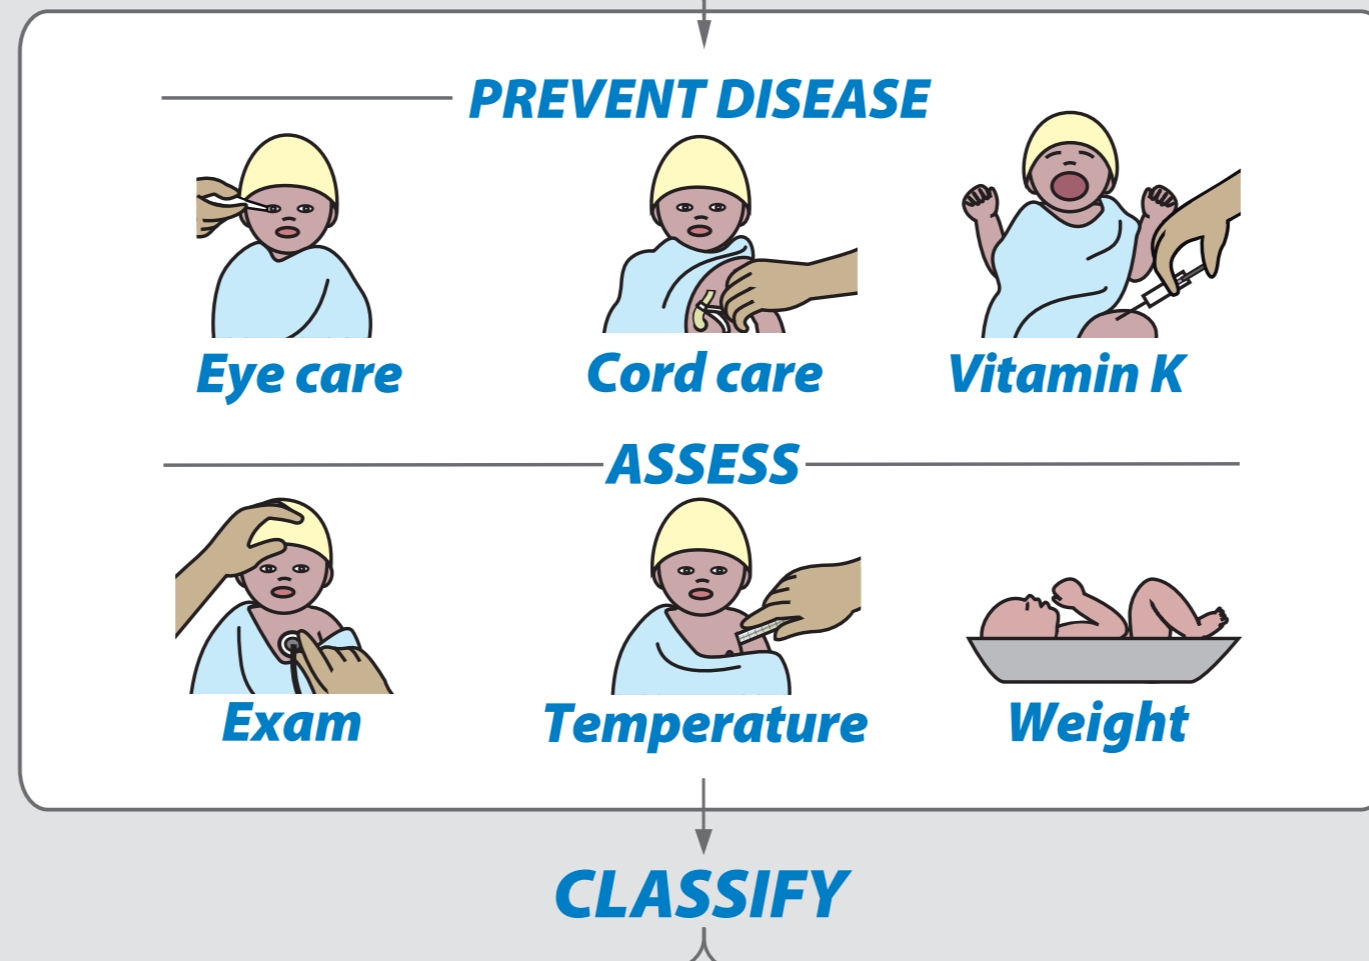 PREVENT DISEASE
Eye care
Cord care
Vitamin K
ASSESS
Exam
Temperature
Weight
CLASSIFY